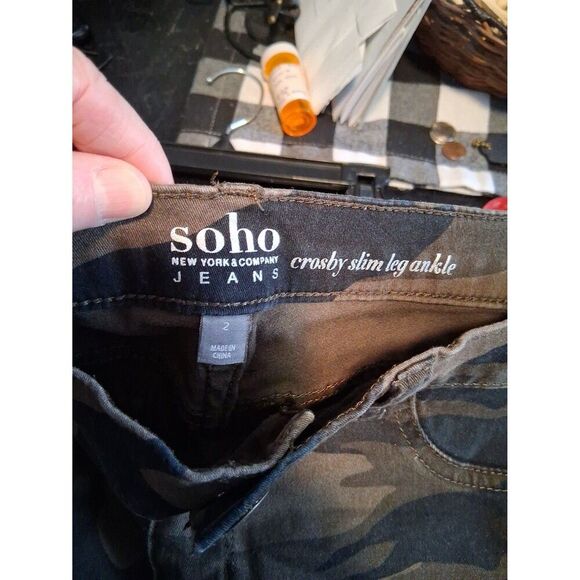 soho
NEW YORK & COMPANY
JEANS
crosby slim leg ankle
2
MADE IN
CHINA